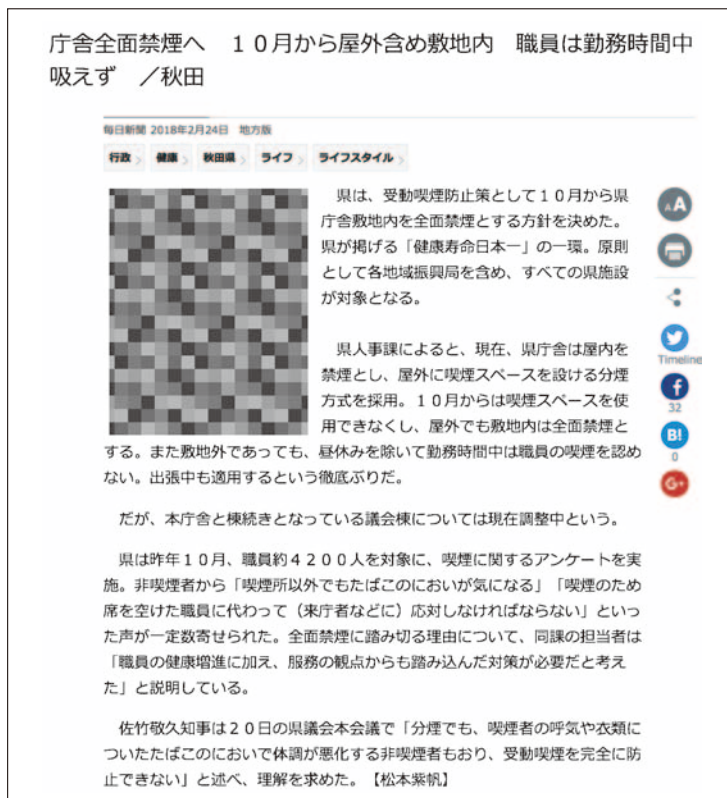 庁舎全面禁煙へ　１０月から屋外含め敷地内　職員は勤務時間中
吸えず　／秋田
毎日新聞 2018年2月24日　地方版
行政
健康
秋田県
ライフ
ライフスタイル
県は、受動喫煙防止策として１０月から県
庁舎敷地内を全面禁煙とする方針を決めた。
県が掲げる「健康寿命日本一」の一環。原則
として各地域振興局を含め、すべての県施設
が対象となる。
県人事課によると、現在、県庁舎は屋内を
禁煙とし、屋外に喫煙スペースを設ける分煙
方式を採用。１０月からは喫煙スペースを使
用できなくし、屋外でも敷地内は全面禁煙と
する。また敷地外であっても、昼休みを除いて勤務時間中は職員の喫煙を認め
ない。出張中も適用するという徹底ぶりだ。
だが、本庁舎と棟続きとなっている議会棟については現在調整中という。
県は昨年１０月、職員約４２００人を対象に、喫煙に関するアンケートを実
施。非喫煙者から「喫煙所以外でもたばこのにおいが気になる」「喫煙のため
席を空けた職員に代わって（来庁者などに）応対しなければならない」といっ
た声が一定数寄せられた。全面禁煙に踏み切る理由について、同課の担当者は
「職員の健康増進に加え、服務の観点からも踏み込んだ対策が必要だと考え
た」と説明している。
佐竹敬久知事は２０日の県議会本会議で「分煙でも、喫煙者の呼気や衣類に
ついたたばこのにおいで体調が悪化する非喫煙者もおり、受動喫煙を完全に防
止できない」と述べ、理解を求めた。【松本紫帆】
AA
Timeline
f
32
B!
0
G+